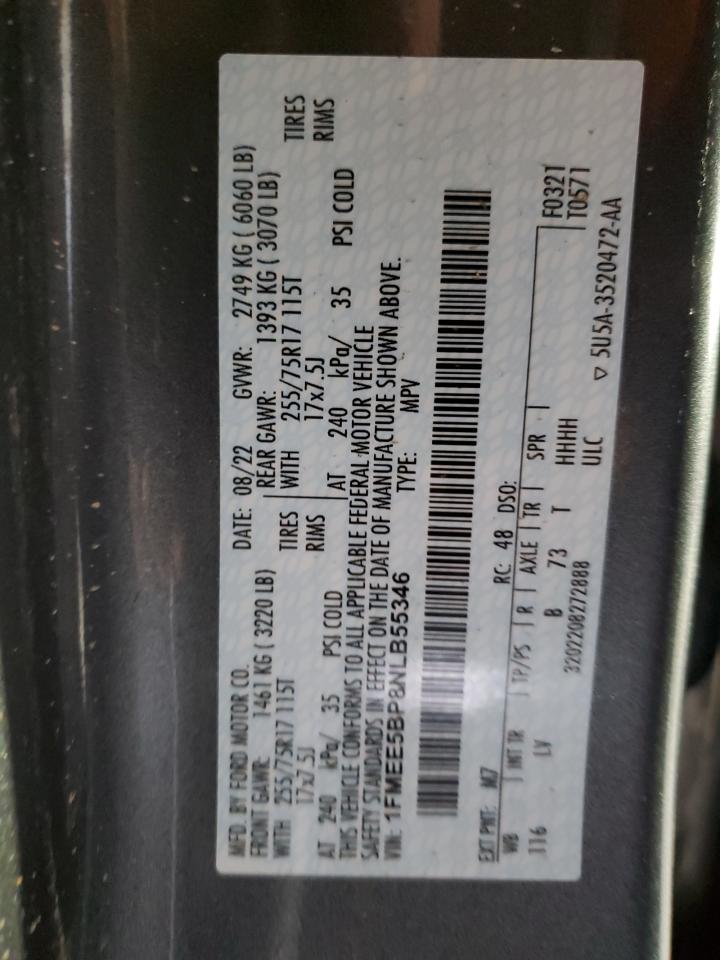 MFD. BY FORD MOTOR CO. DATE: 08/22 GVWR: 2749 KG ( 6060 LB)
FRONT GAWR: 1461 KG ( 3220 LB) REAR GAWR: 1393 KG ( 3070 LB)
WITH 255/75R17 115T TIRES WITH 255/75R17 115T TIRES
17x7.5J RIMS 17x7.5J RIMS
AT 240 kPa/ 35 PSI COLD AT 240 kPa/ 35 PSI COLD
THIS VEHICLE CONFORMS TO ALL APPLICABLE FEDERAL MOTOR VEHICLE
SAFETY STANDARDS IN EFFECT ON THE DATE OF MANUFACTURE SHOWN ABOVE.
VIN: 1FMEE5BP8NLB55346 TYPE: MPV
EXT PNT: M7 RC: 48 DSO:
WB INT TR TP/PS R AXLE TR SPR F0321
116 LV B 73 T HHHH T0571
ULC
3202208272888 ▽ 5U5A-3520472-AA